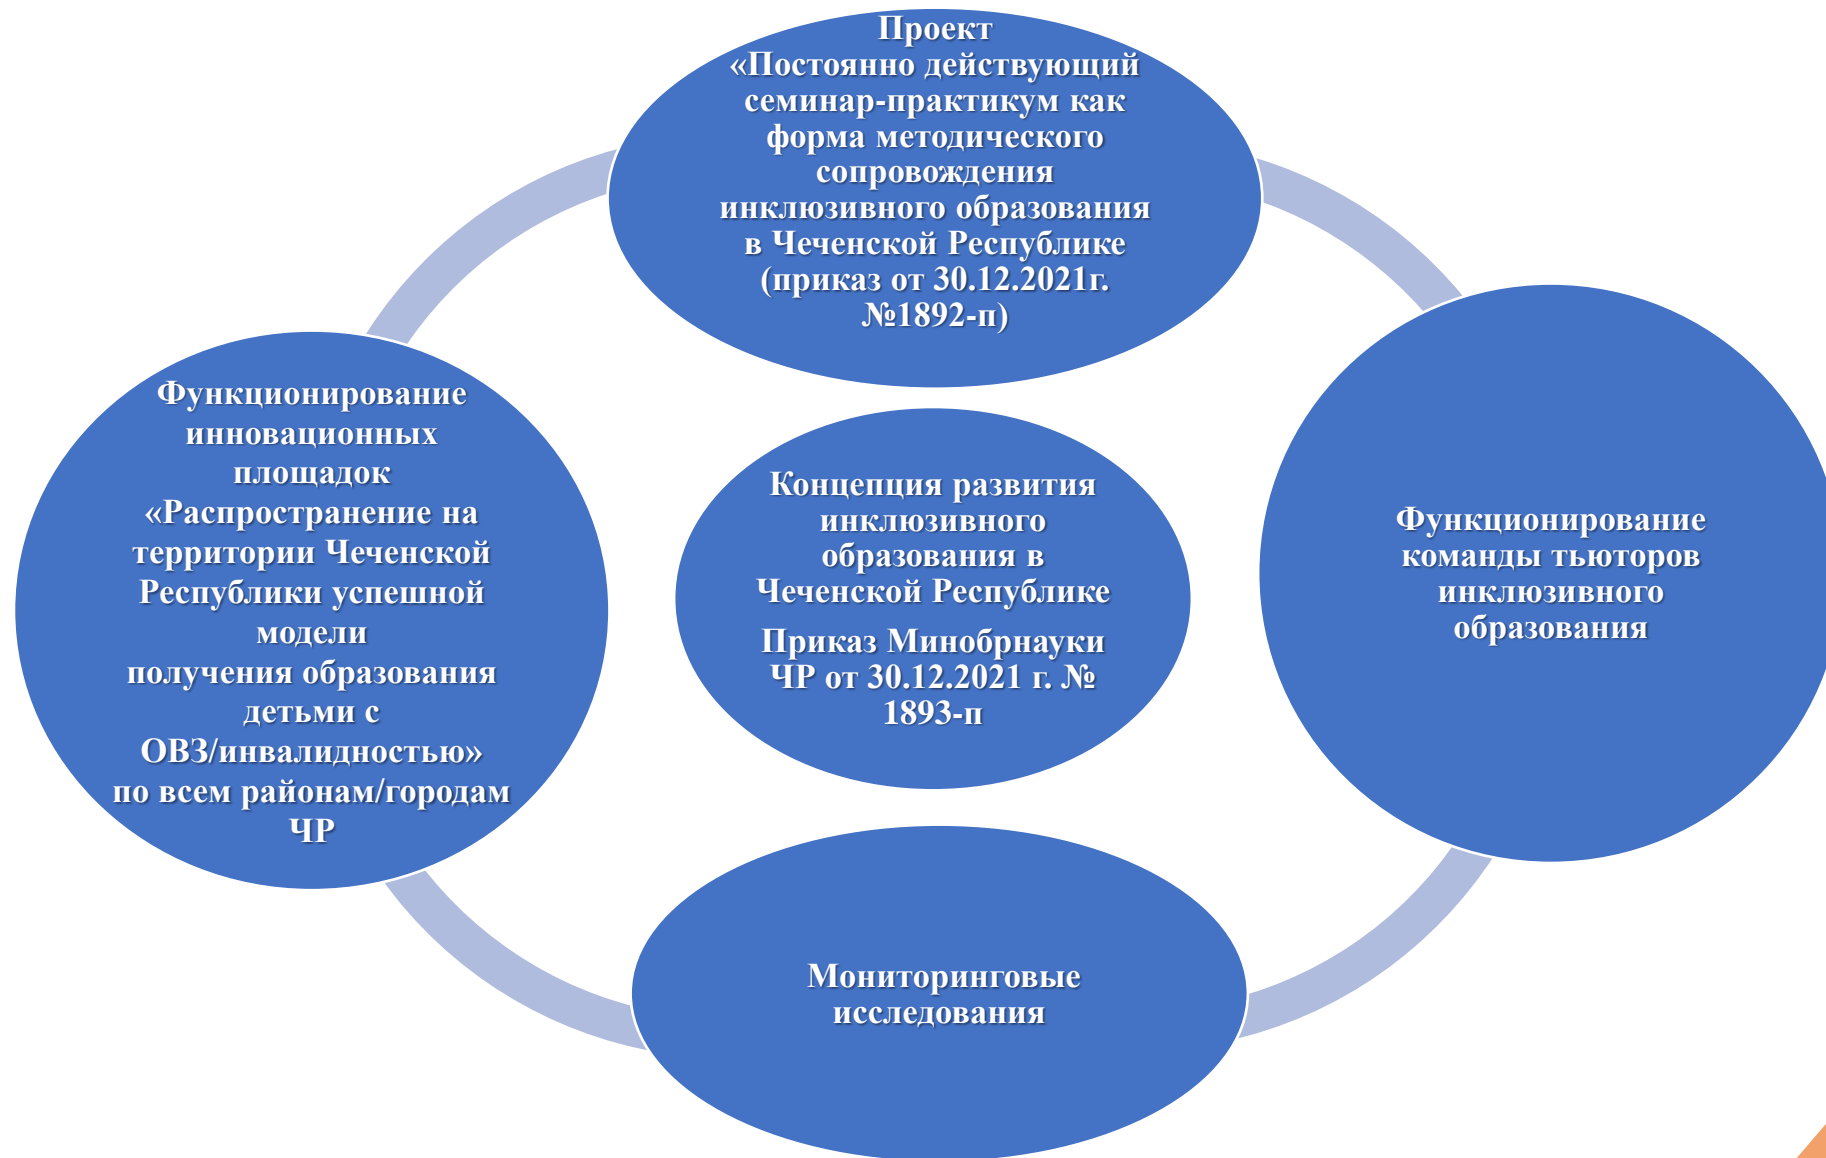 Проект
«Постоянно действующий
семинар-практикум как
форма методического
сопровождения
инклюзивного образования
в Чеченской Республике
(приказ от 30.12.2021г.
№1892-п)
Функционирование
инновационных
площадок
«Распространение на
территории Чеченской
Республики успешной
модели
получения образования
детьми с
ОВЗ/инвалидностью»
по всем районам/городам
ЧР
Концепция развития
инклюзивного
образования в
Чеченской Республике
Приказ Минобрнауки
ЧР от 30.12.2021 г. №
1893-п
Функционирование
команды тьюторов
инклюзивного
образования
Мониторинговые
исследования